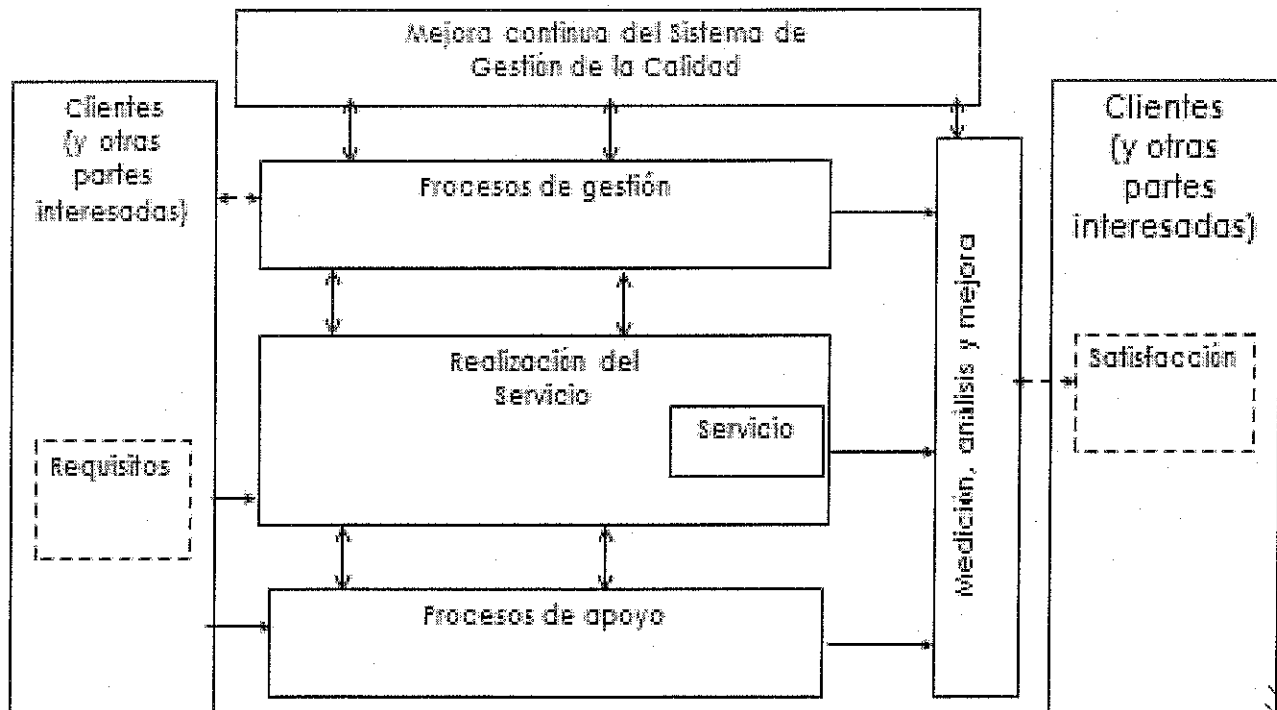 Mejora continua del Sistema de
Gestión de la Calidad
Clientes
(y otras
partes
interesadas)
Requisitos
Procesos de gestión
Realización del
Servicio
Servicio
Procesos de apoyo
Medición, análisis y mejora
Clientes
(y otras
partes
interesadas)
Satisfacción